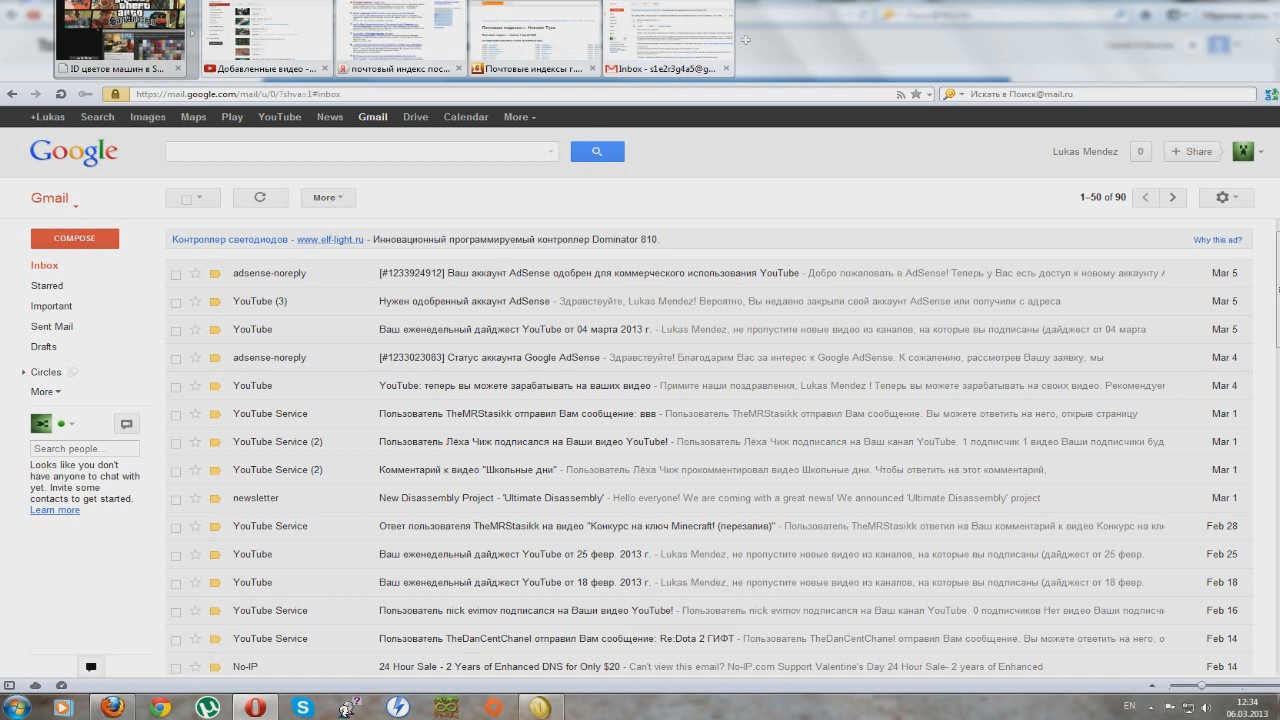 ID цветов машин в S...
Добавленные видео - ...
почтовый индекс пос...
Почтовые индексы г....
Inbox - s1e2r3g4a5@g...
https://mail.google.com/mail/u/0/?shva=1#inbox
Искать в Поиск@mail.ru
+Lukas Search Images Maps Play YouTube News Gmail Drive Calendar More
Google
Lukas Mendez 0 + Share
Gmail
More
1–50 of 90
COMPOSE
Контроллер светодиодов - www.elf-light.ru - Инновационный программируемый контроллер Dominator 810.
Why this ad?
Inbox
Starred
Important
Sent Mail
Drafts
Circles
More
Search people...
Looks like you don't
have anyone to chat with
yet. Invite some
contacts to get started.
Learn more
adsense-noreply [#1233924912] Ваш аккаунт AdSense одобрен для коммерческого использования YouTube - Добро пожаловать в AdSense! Теперь у Вас есть доступ к новому аккаунту Mar 5
YouTube (3) Нужен одобренный аккаунт AdSense - Здравствуйте, Lukas Mendez! Вероятно, Вы недавно закрыли свой аккаунт AdSense или получили с адреса Mar 5
YouTube Ваш еженедельный дайджест YouTube от 04 марта 2013 г. - Lukas Mendez, не пропустите новые видео из каналов, на которые вы подписаны (дайджест от 04 марта Mar 5
adsense-noreply [#1233023083] Статус аккаунта Google AdSense - Здравствуйте! Благодарим Вас за интерес к Google AdSense. К сожалению, рассмотрев Вашу заявку, мы Mar 4
YouTube YouTube: теперь вы можете зарабатывать на ваших видео - Примите наши поздравления, Lukas Mendez ! Теперь вы можете зарабатывать на своих видео. Рекомендуем Mar 4
YouTube Service Пользователь TheMRStasikk отправил Вам сообщение: ввв - Пользователь TheMRStasikk отправил Вам сообщение. Вы можете ответить на него, открыв страницу Mar 1
YouTube Service (2) Пользователь Лёха Чиж подписался на Ваши видео YouTube! - Пользователь Лёха Чиж подписался на Ваш канал YouTube. 1 подписчик 1 видео Ваши подписчики буд Mar 1
YouTube Service (2) Комментарий к видео "Школьные дни" - Пользователь Лёха Чиж прокомментировал видео Школьные дни. Чтобы ответить на этот комментарий, Mar 1
newsletter New Disassembly Project - 'Ultimate Disassembly' - Hello everyone! We are coming with a great news! We announced 'Ultimate Disassembly' project Mar 1
YouTube Service Ответ пользователя TheMRStasikk на видео "Конкурс на ключ Minecraft! (перезалив)" - Пользователь TheMRStasikk ответил на Ваш комментарий к видео Конкурс на клю Feb 28
YouTube Ваш еженедельный дайджест YouTube от 25 февр. 2013 г. - Lukas Mendez, не пропустите новые видео из каналов, на которые вы подписаны (дайджест от 25 февр. Feb 25
YouTube Ваш еженедельный дайджест YouTube от 18 февр. 2013 г. - Lukas Mendez, не пропустите новые видео из каналов, на которые вы подписаны (дайджест от 18 февр. Feb 18
YouTube Service Пользователь nick evimov подписался на Ваши видео YouTube! - Пользователь nick evimov подписался на Ваш канал YouTube. 0 подписчиков Нет видео Ваши подписчи Feb 16
YouTube Service Пользователь TheDanCentChanel отправил Вам сообщение: Re:Dota 2 ГИФТ - Пользователь TheDanCentChanel отправил Вам сообщение. Вы можете ответить на него, о Feb 14
No-IP 24 Hour Sale - 2 Years of Enhanced DNS for Only $20 - Can't view this email? No-IP.com Support Valentine's Day 24 Hour Sale- 2 years of Enhanced Feb 14
EN
12:34
06.03.2013